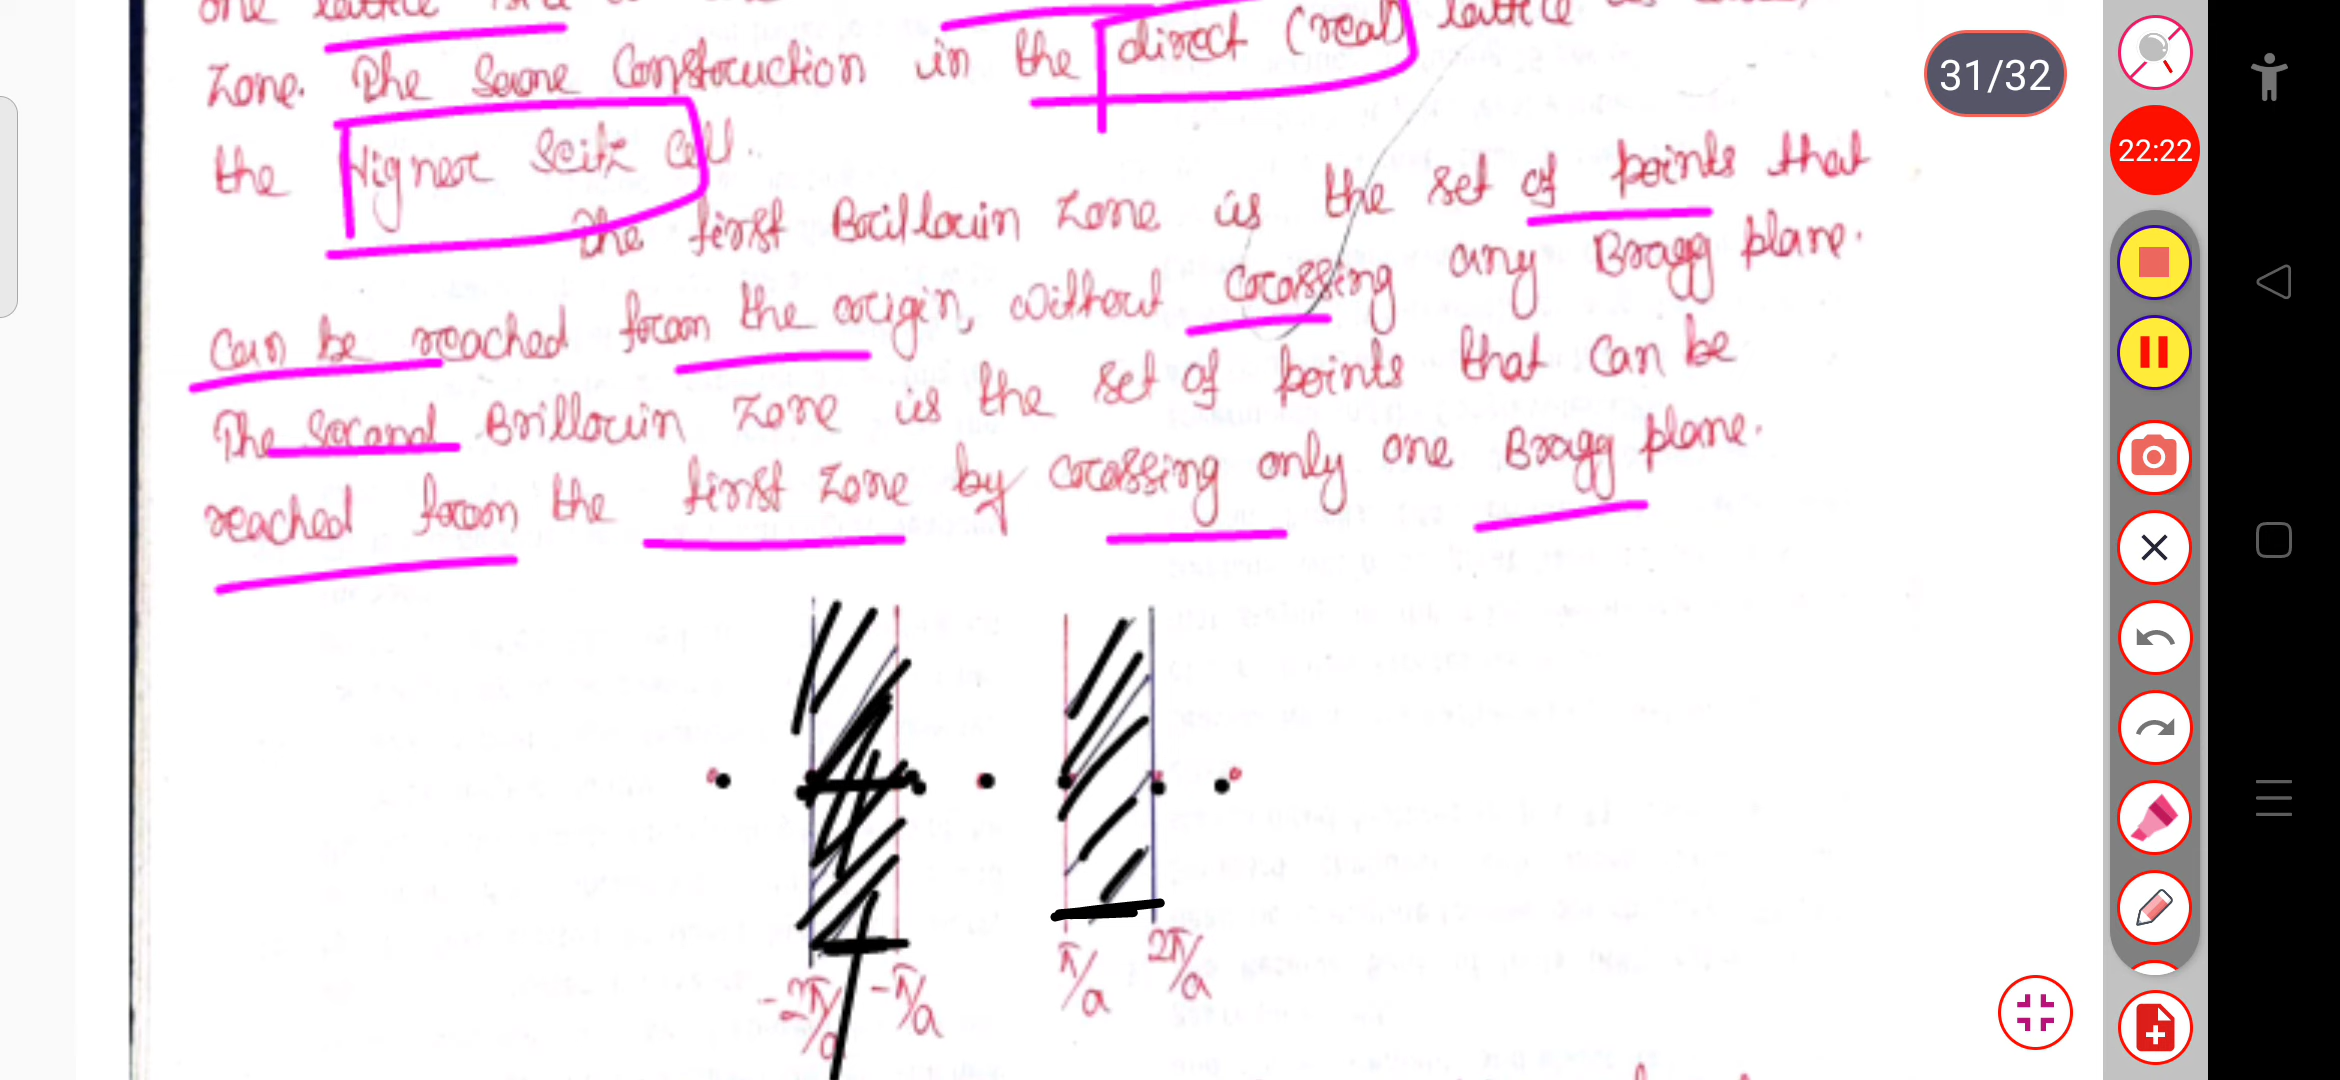 one lattice
Zone. The Same Construction in the direct (real) lattice
the Wigner Seitz Cell.
The first Brillouin Zone is the set of points that
can be reached from the origin, without crossing any Bragg plane.
The Second Brillouin Zone is the set of points that can be
reached from the first Zone by crossing only one Bragg plane.
-2π/a -π/a π/a 2π/a
31/32
22:22